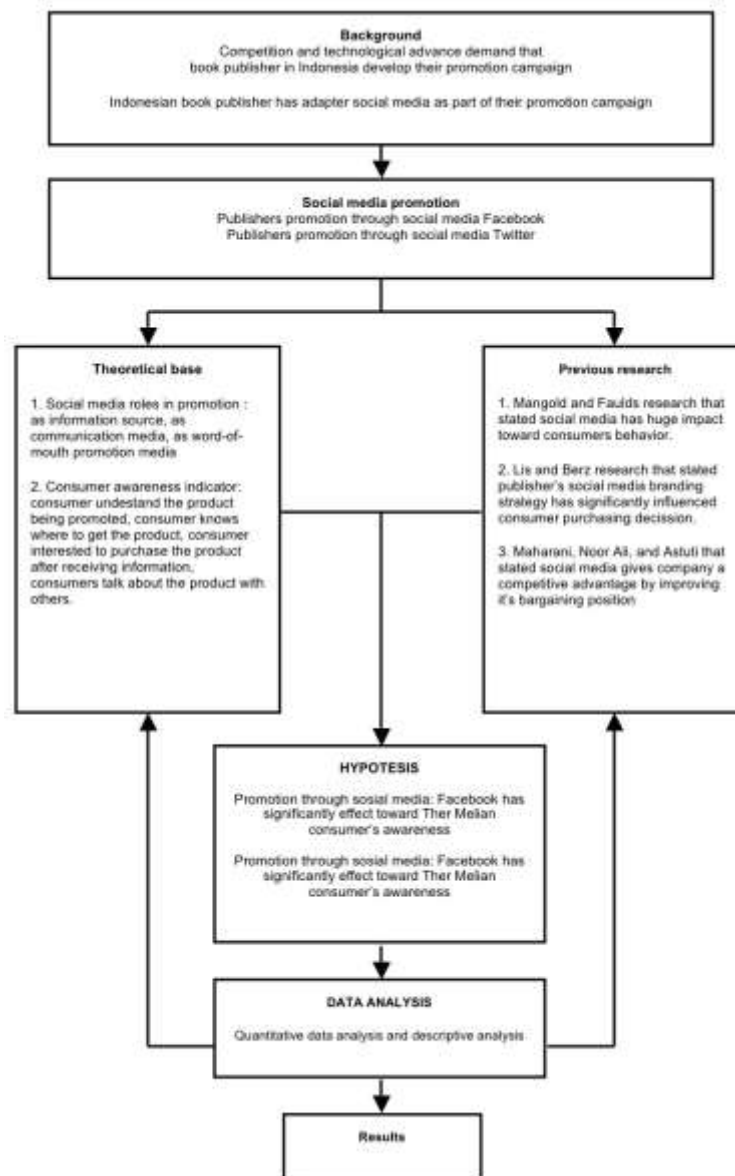 Background
Competition and technological advance demand that
book publisher in Indonesia develop their promotion campaign
Indonesian book publisher has adapter social media as part of their promotion campaign
Social media promotion
Publishers promotion through social media Facebook
Publishers promotion through social media Twitter
Theoretical base
1. Social media roles in promotion :
as information source, as
communication media, as word-of-
mouth promotion media
2. Consumer awareness indicator:
consumer undestand the product
being promoted, consumer knows
where to get the product, consumer
interested to purchase the product
after receiving information,
consumers talk about the product with
others.
Previous research
1. Mangold and Faulds research that
stated social media has huge impact
toward consumers behavior.
2. Lis and Berz research that stated
publisher's social media branding
strategy has significantly influenced
consumer purchasing decission.
3. Maharani, Noor Ali, and Astuti that
stated social media gives company a
competitive advantage by improving
it's bargaining position
HYPOTESIS
Promotion through sosial media: Facebook has
significantly effect toward Ther Melian
consumer's awareness
Promotion through sosial media: Facebook has
significantly effect toward Ther Melian
consumer's awareness
DATA ANALYSIS
Quantitative data analysis and descriptive analysis
Results